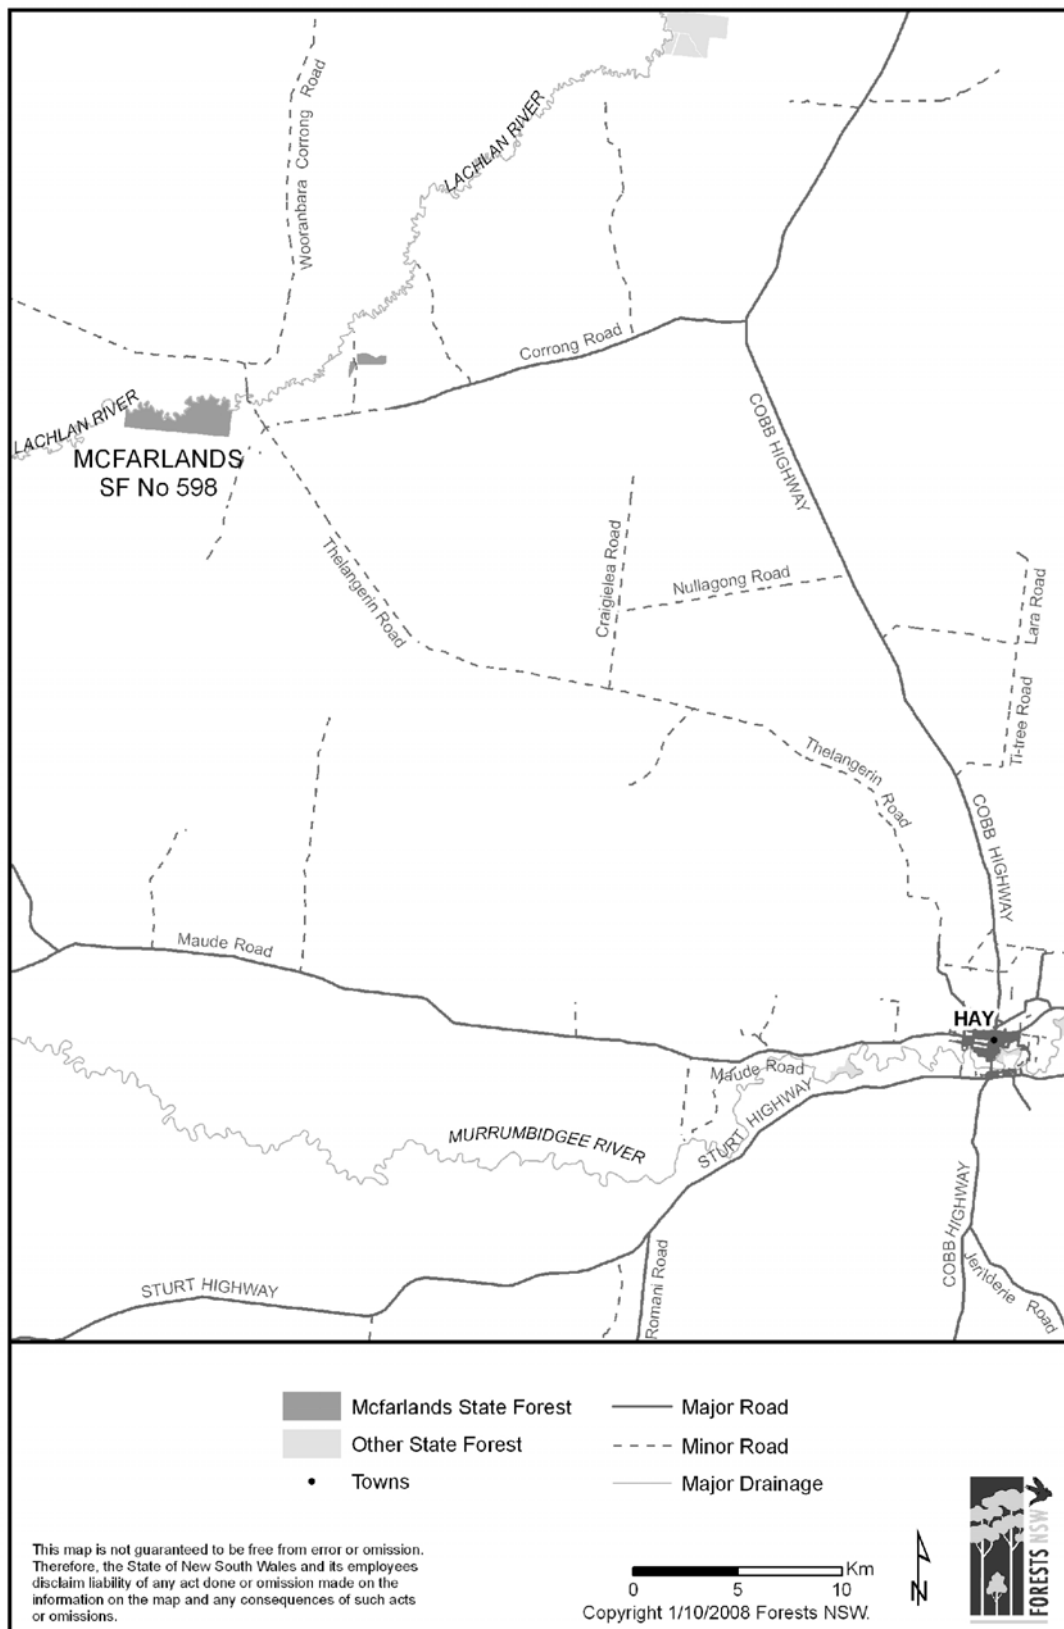 Wooranbara Corrong Road
LACHLAN RIVER
Corrong Road
COBB HIGHWAY
LACHLAN RIVER
MCFARLANDS
SF No 598
Thelangerin Road
Craigielea Road
Nullagong Road
Lara Road
Ti-tree Road
Thelangerin Road
COBB HIGHWAY
Maude Road
HAY
Maude Road
STURT HIGHWAY
MURRUMBIDGEE RIVER
COBB HIGHWAY
Jerilderie Road
Romani Road
STURT HIGHWAY
Mcfarlands State Forest
Other State Forest
Towns
Major Road
Minor Road
Major Drainage
This map is not guaranteed to be free from error or omission.
Therefore, the State of New South Wales and its employees
disclaim liability of any act done or omission made on the
information on the map and any consequences of such acts
or omissions.
Km
0 5 10
Copyright 1/10/2008 Forests NSW.
N
FORESTS NSW